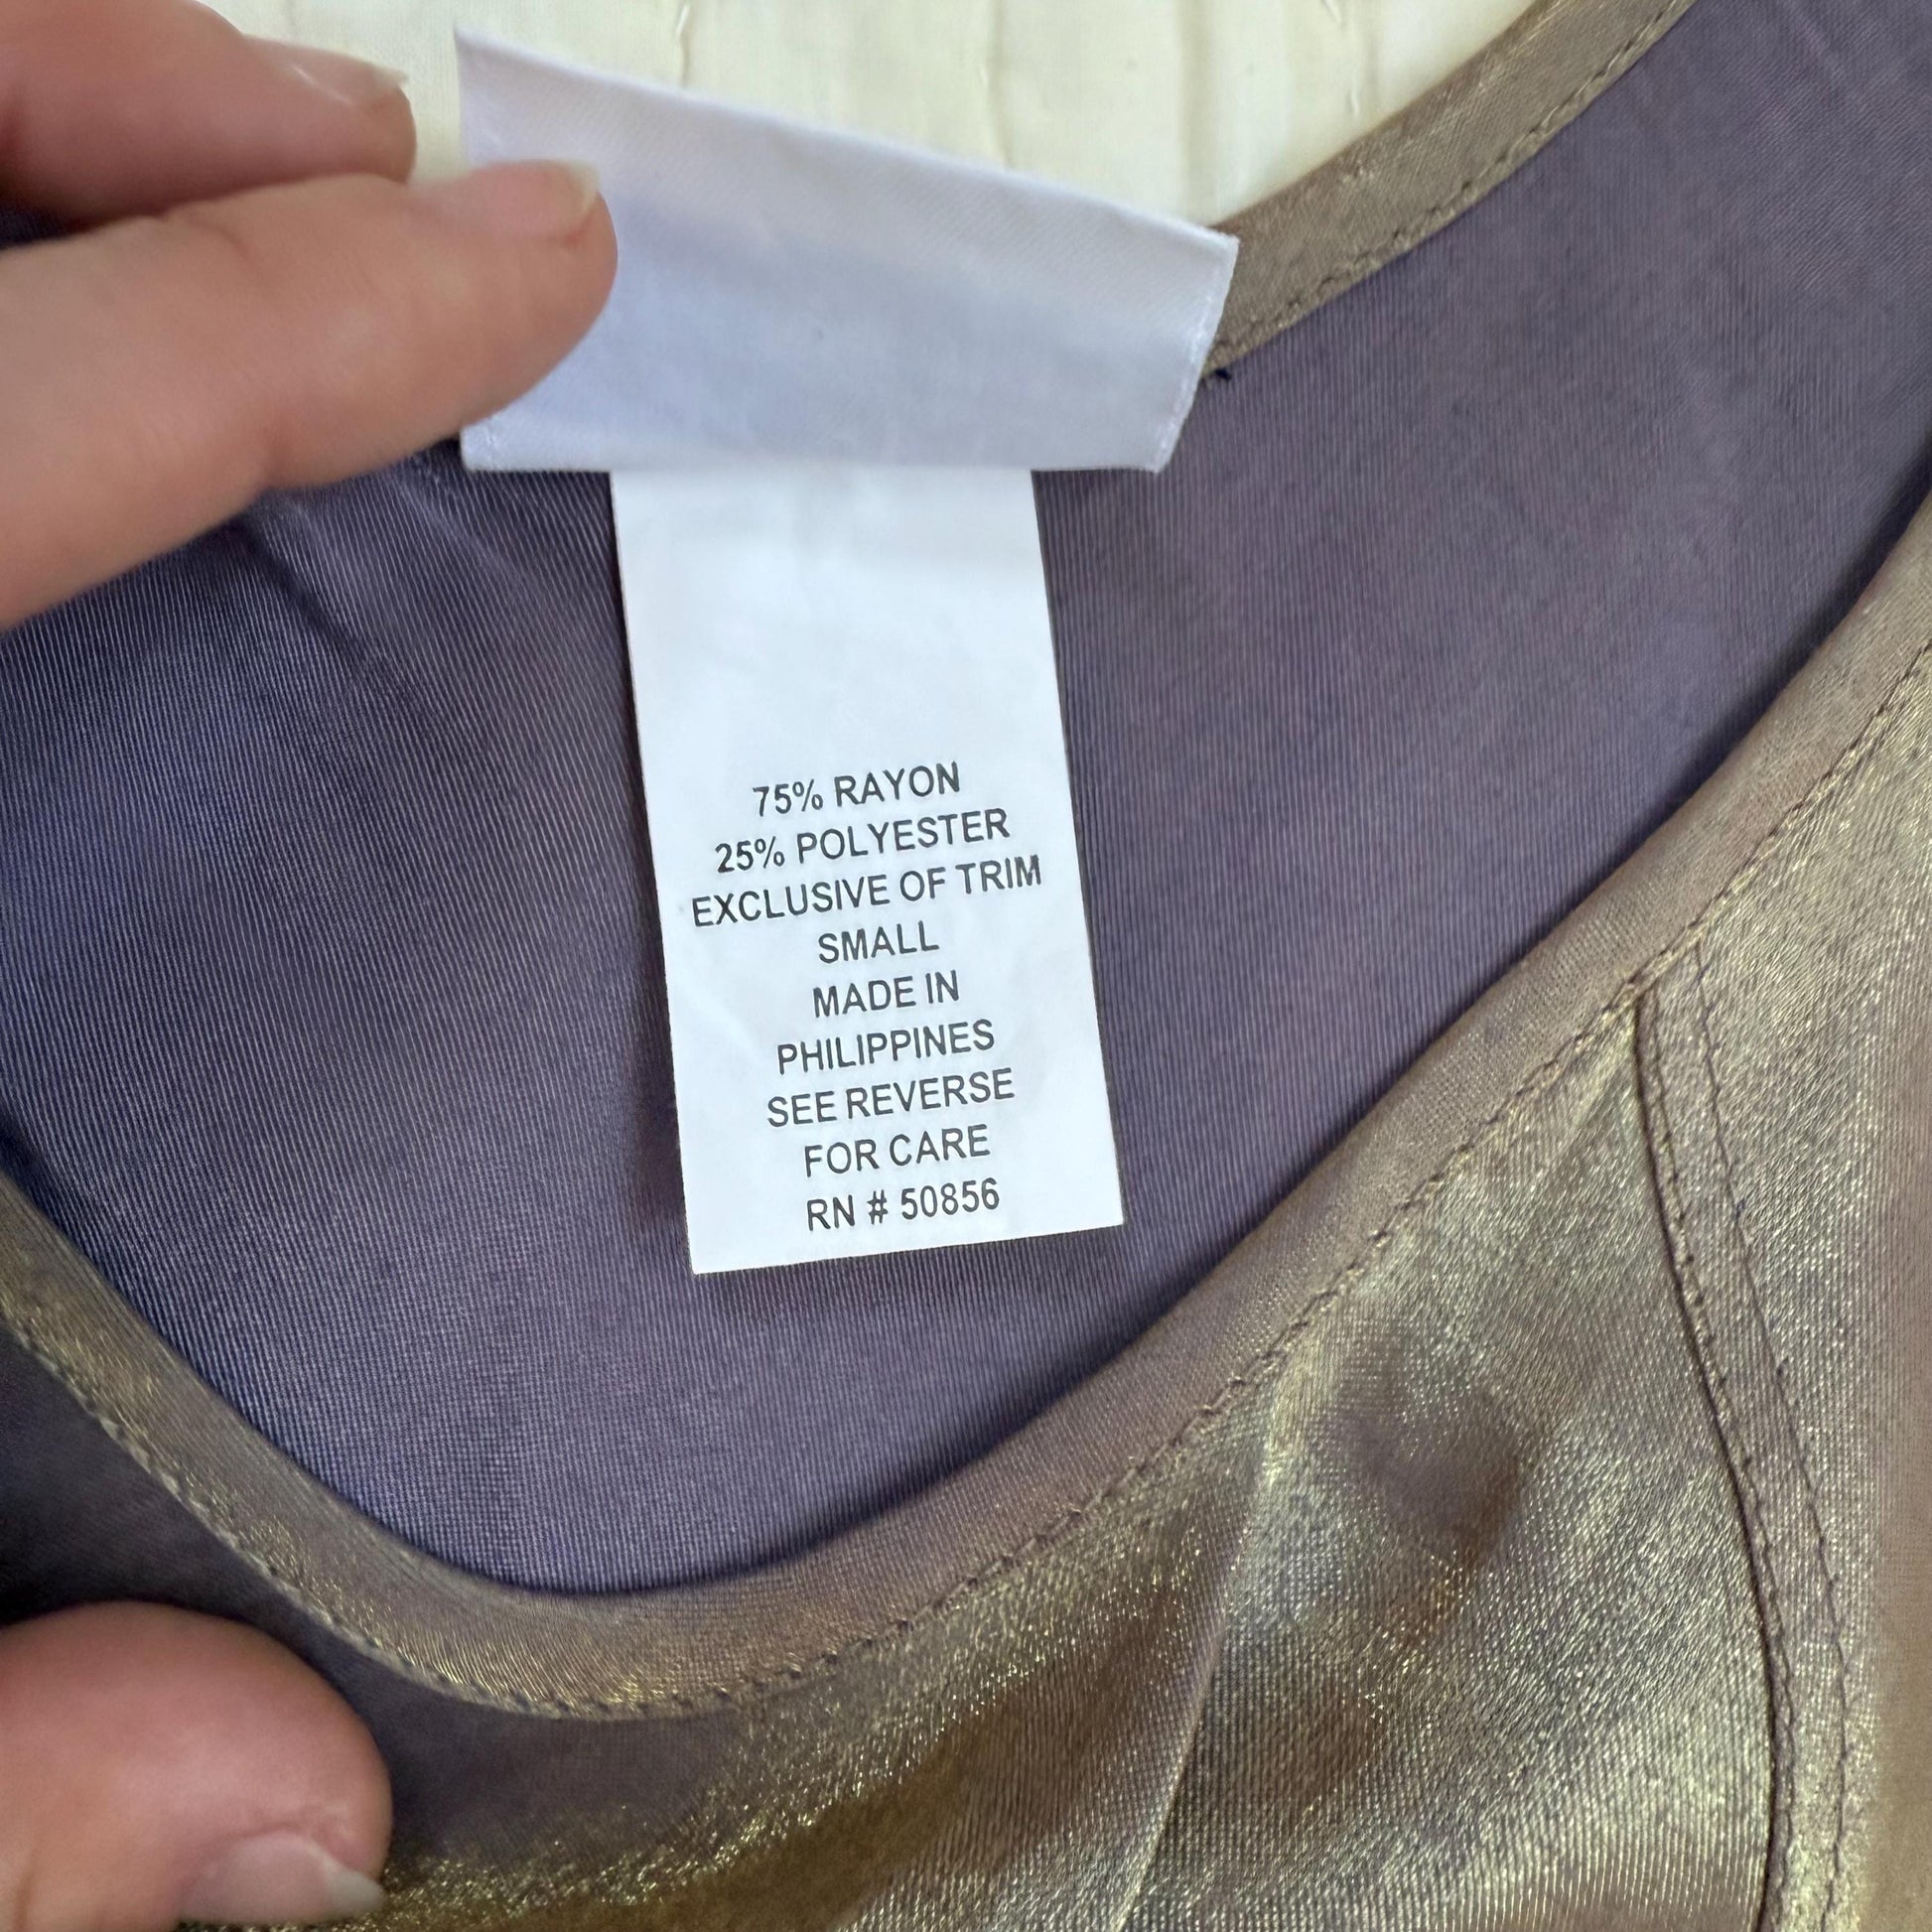 75% RAYON
25% POLYESTER
EXCLUSIVE OF TRIM
SMALL
MADE IN
PHILIPPINES
SEE REVERSE
FOR CARE
RN # 50856